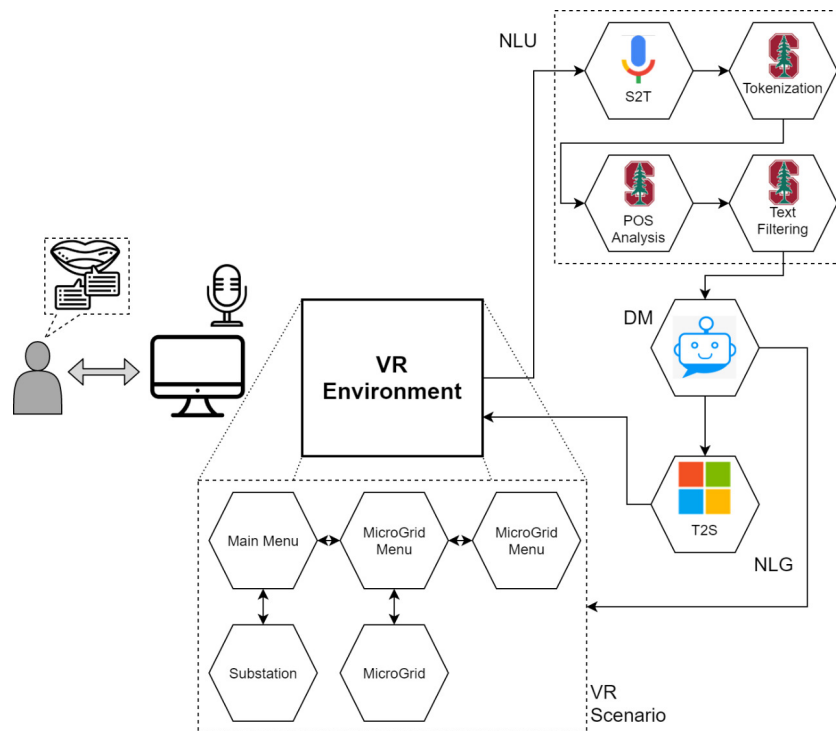 NLU
S2T
Tokenization
POS
Analysis
Text
Filtering
DM
VR
Environment
T2S
NLG
Main Menu
MicroGrid
Menu
MicroGrid
Menu
Substation
MicroGrid
VR
Scenario